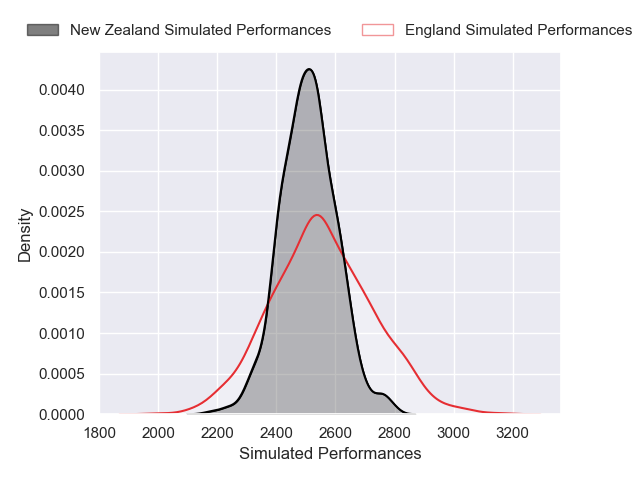 New Zealand Simulated Performances England Simulated Performances
0.0040
0.0035
0.0030
0.0025
0.0020
0.0015
0.0010
0.0005
0.0000
Density
1800 2000 2200 2400 2600 2800 3000 3200
Simulated Performances